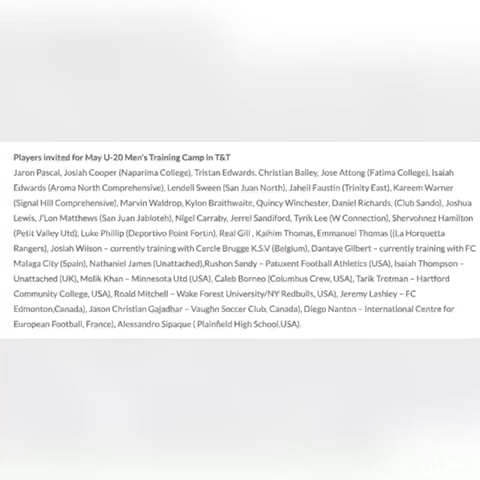 Players invited for May U-20 Men's Training Camp in T&T
Jaron Pascal, Josiah Cooper (Naparima College), Tristan Edwards, Christian Bailey, Jose Attong (Fatima College), Isaiah
Edwards (Aroma North Comprehensive), Lendell Sween (San Juan North), Jaheil Faustin (Trinity East), Kareem Warner
(Signal Hill Comprehensive), Marvin Waldrop, Kylon Braithwaite, Quincy Winchester, Daniel Richards, (Club Sando), Joshua
Lewis, J'Lon Matthews (San Juan Jabloteh), Nigel Carraby, Jerrel Sandiford, Tyrik Lee (W Connection), Shervohnez Hamilton
(Petit Valley Utd), Luke Phillip (Deportivo Point Fortin), Real Gill , Kaihim Thomas, Emmanuel Thomas ((La Horquetta
Rangers), Josiah Wilson – currently training with Cercle Brugge K.S.V (Belgium), Dantaye Gilbert – currently training with FC
Malaga City (Spain), Nathaniel James (Unattached),Rushon Sandy – Patuxent Football Athletics (USA), Isaiah Thompson –
Unattached (UK), Molik Khan – Minnesota Utd (USA), Caleb Borneo (Columbus Crew, USA), Tarik Trotman – Hartford
Community College, USA), Roald Mitchell – Wake Forest University/NY Redbulls, USA), Jeremy Lashley – FC
Edmonton,Canada), Jason Christian Gajadhar – Vaughn Soccer Club, Canada), Diego Nanton – International Centre for
European Football, France), Alessandro Sipaque ( Plainfield High School,USA).